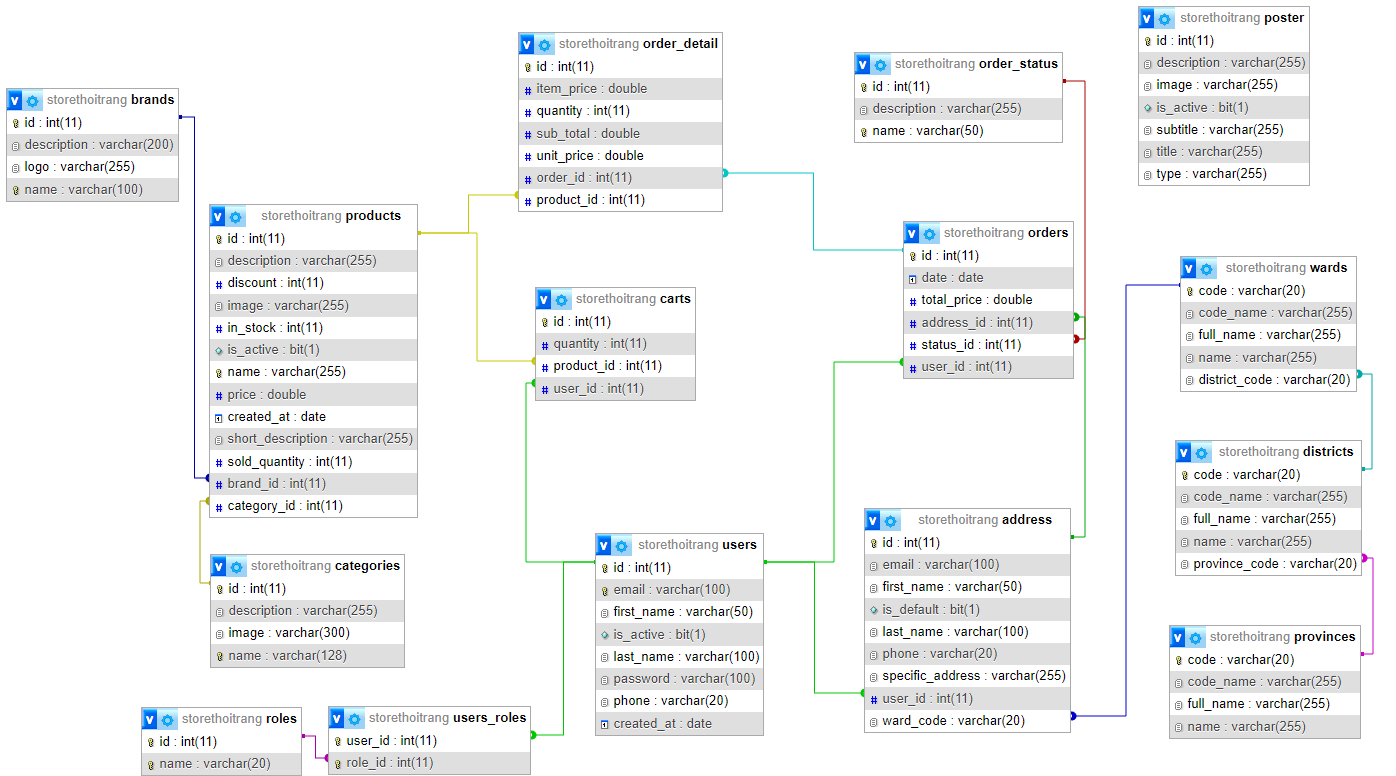 storethoitrang brands
id : int(11)
description : varchar(200)
logo : varchar(255)
name : varchar(100)
storethoitrang products
id : int(11)
description : varchar(255)
discount : int(11)
image : varchar(255)
in_stock : int(11)
is_active : bit(1)
name : varchar(255)
price : double
created_at : date
short_description : varchar(255)
sold_quantity : int(11)
brand_id : int(11)
category_id : int(11)
storethoitrang categories
id : int(11)
description : varchar(255)
image : varchar(300)
name : varchar(128)
storethoitrang roles
id : int(11)
name : varchar(20)
storethoitrang users_roles
user_id : int(11)
role_id : int(11)
storethoitrang order_detail
id : int(11)
item_price : double
quantity : int(11)
sub_total : double
unit_price : double
order_id : int(11)
product_id : int(11)
storethoitrang carts
id : int(11)
quantity : int(11)
product_id : int(11)
user_id : int(11)
storethoitrang users
id : int(11)
email : varchar(100)
first_name : varchar(50)
is_active : bit(1)
last_name : varchar(100)
password : varchar(100)
phone : varchar(20)
created_at : date
storethoitrang order_status
id : int(11)
description : varchar(255)
name : varchar(50)
storethoitrang orders
id : int(11)
date : date
total_price : double
address_id : int(11)
status_id : int(11)
user_id : int(11)
storethoitrang address
id : int(11)
email : varchar(100)
first_name : varchar(50)
is_default : bit(1)
last_name : varchar(100)
phone : varchar(20)
specific_address : varchar(255)
user_id : int(11)
ward_code : varchar(20)
storethoitrang poster
id : int(11)
description : varchar(255)
image : varchar(255)
is_active : bit(1)
subtitle : varchar(255)
title : varchar(255)
type : varchar(255)
storethoitrang wards
code : varchar(20)
code_name : varchar(255)
full_name : varchar(255)
name : varchar(255)
district_code : varchar(20)
storethoitrang districts
code : varchar(20)
code_name : varchar(255)
full_name : varchar(255)
name : varchar(255)
province_code : varchar(20)
storethoitrang provinces
code : varchar(20)
code_name : varchar(255)
full_name : varchar(255)
name : varchar(255)